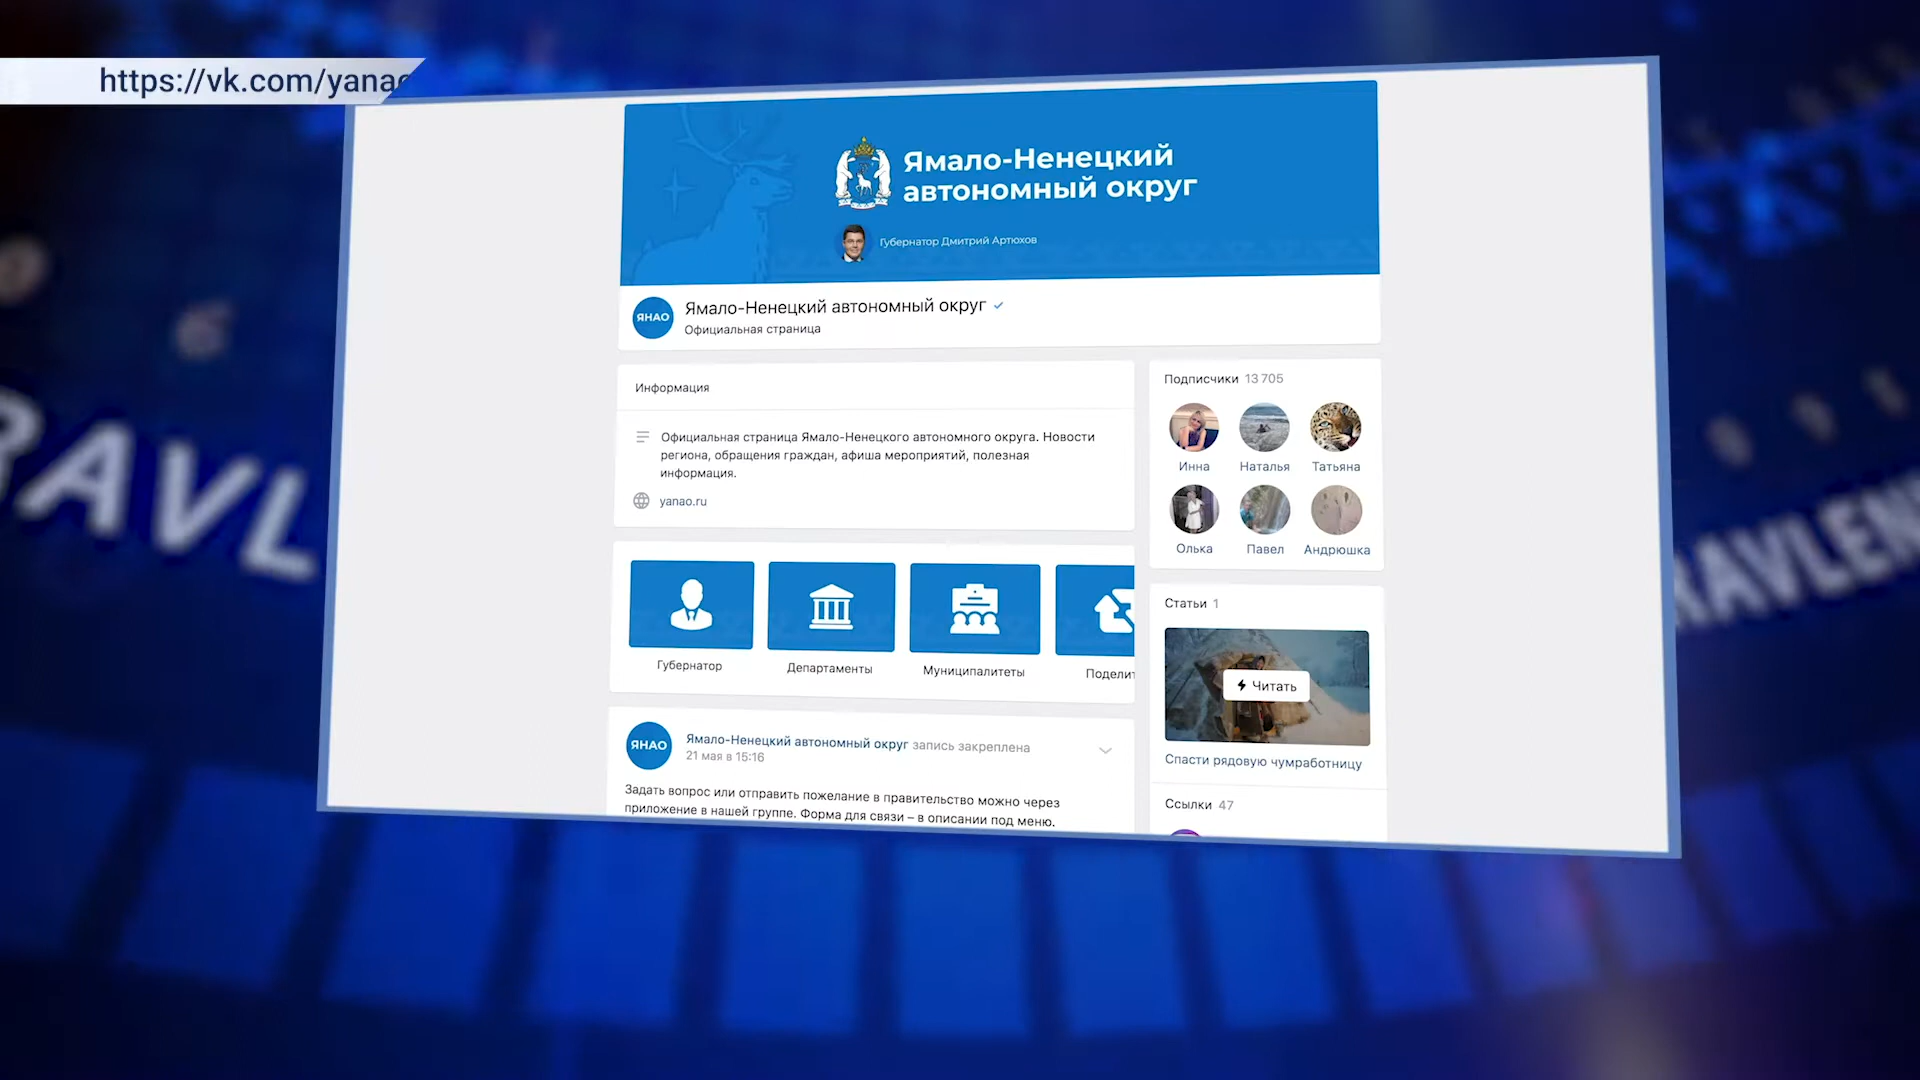 https://vk.com/yanao
Ямало-Ненецкий
автономный округ
Губернатор Дмитрий Артюхов
ЯНАО
Ямало-Ненецкий автономный округ
Официальная страница
Информация
Официальная страница Ямало-Ненецкого автономного округа. Новости
региона, обращения граждан, афиша мероприятий, полезная
информация.
yanao.ru
Губернатор
Департаменты
Муниципалитеты
Поделит
ЯНАО
Ямало-Ненецкий автономный округ запись закреплена
21 мая в 15:16
Задать вопрос или отправить пожелание в правительство можно через
приложение в нашей группе. Форма для связи – в описании под меню.
Подписчики 13 705
Инна
Наталья
Татьяна
Олька
Павел
Андрюшка
Статьи 1
Читать
Спасти рядовую чумработницу
Ссылки 47
RAVL
RAVLEN